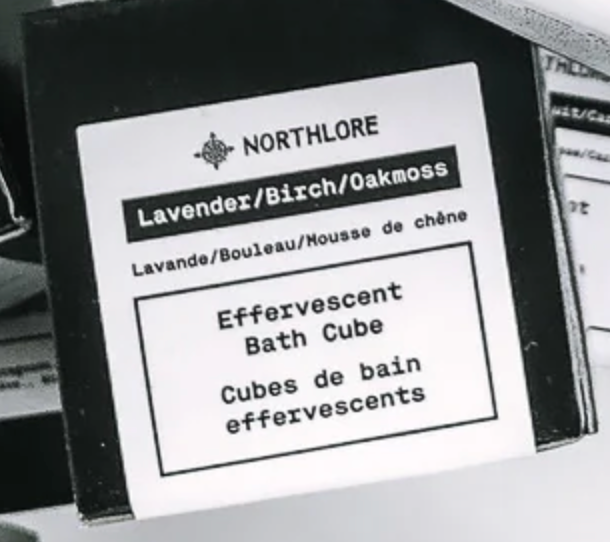 NORTHLORE
Lavender/Birch/Oakmoss
Lavande/Bouleau/Mousse de chêne
Effervescent
Bath Cube
Cubes de bain
effervescents